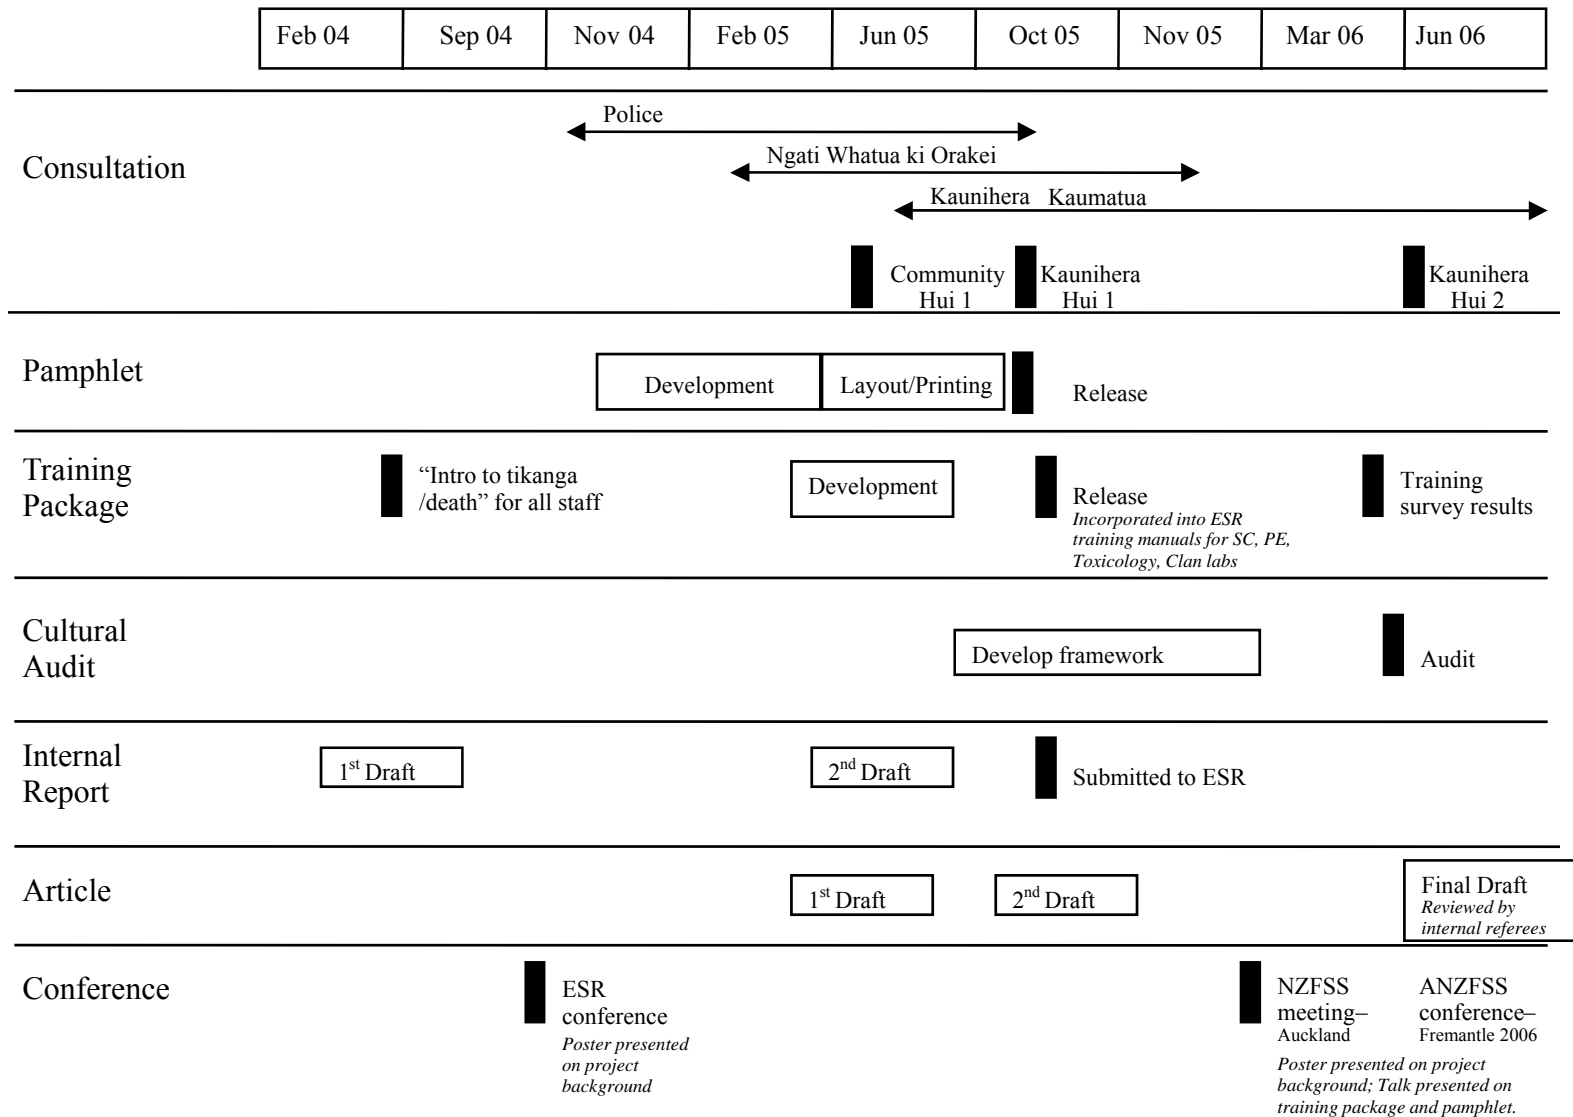 Feb 04 Sep 04 Nov 04 Feb 05 Jun 05 Oct 05 Nov 05 Mar 06 Jun 06
Consultation
Police
Ngati Whatua ki Orakei
Kaunihera Kaumatua
Community
Hui 1
Kaunihera
Hui 1
Kaunihera
Hui 2
Pamphlet
Development
Layout/Printing
Release
Training
Package
“Intro to tikanga
/death” for all staff
Development
Release
Incorporated into ESR
training manuals for SC, PE,
Toxicology, Clan labs
Training
survey results
Cultural
Audit
Develop framework
Audit
Internal
Report
1st Draft
2nd Draft
Submitted to ESR
Article
1st Draft
2nd Draft
Final Draft
Reviewed by
internal referees
Conference
ESR
conference
Poster presented
on project
background
NZFSS
meeting–
Auckland
ANZFSS
conference–
Fremantle 2006
Poster presented on project
background; Talk presented on
training package and pamphlet.